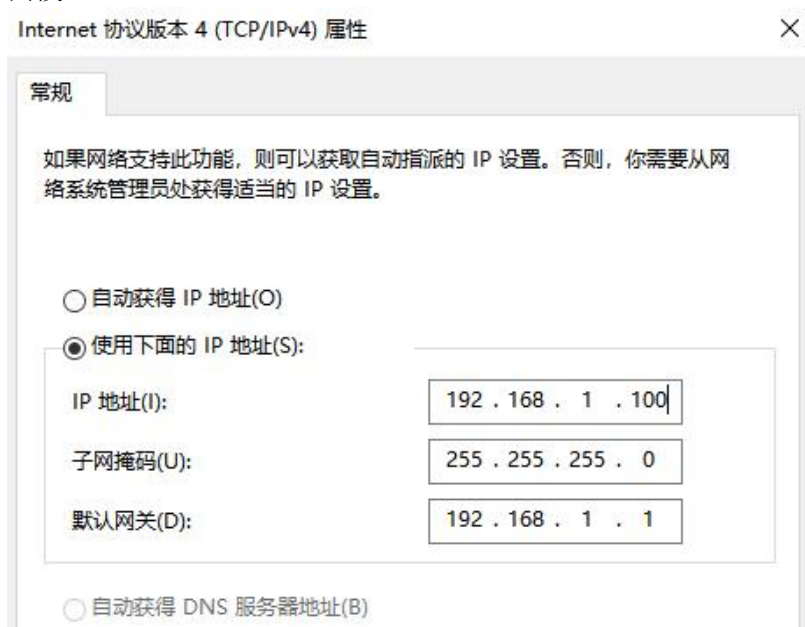 Internet 协议版本 4 (TCP/IPv4) 属性
常规
如果网络支持此功能，则可以获取自动指派的 IP 设置。否则，你需要从网
络系统管理员处获得适当的 IP 设置。
自动获得 IP 地址(O)
使用下面的 IP 地址(S):
IP 地址(I): 192 . 168 . 1 . 100
子网掩码(U): 255 . 255 . 255 . 0
默认网关(D): 192 . 168 . 1 . 1
自动获得 DNS 服务器地址(B)